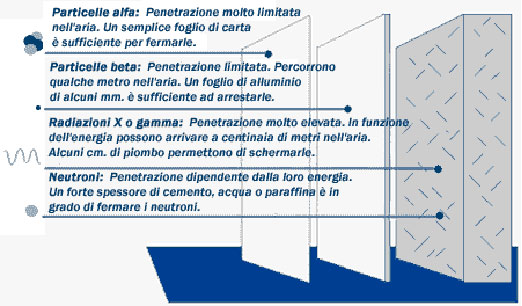 Particelle alfa: Penetrazione molto limitata
nell'aria. Un semplice foglio di carta
è sufficiente per fermarle.
Particelle beta: Penetrazione limitata. Percorrono
qualche metro nell'aria. Un foglio di alluminio
di alcuni mm. è sufficiente ad arrestarle.
Radiazioni X o gamma: Penetrazione molto elevata. In funzione
dell'energia possono arrivare a centinaia di metri nell'aria.
Alcuni cm. di piombo permettono di schermarle.
Neutroni: Penetrazione dipendente dalla loro energia.
Un forte spessore di cemento, acqua o paraffina è in
grado di fermare i neutroni.